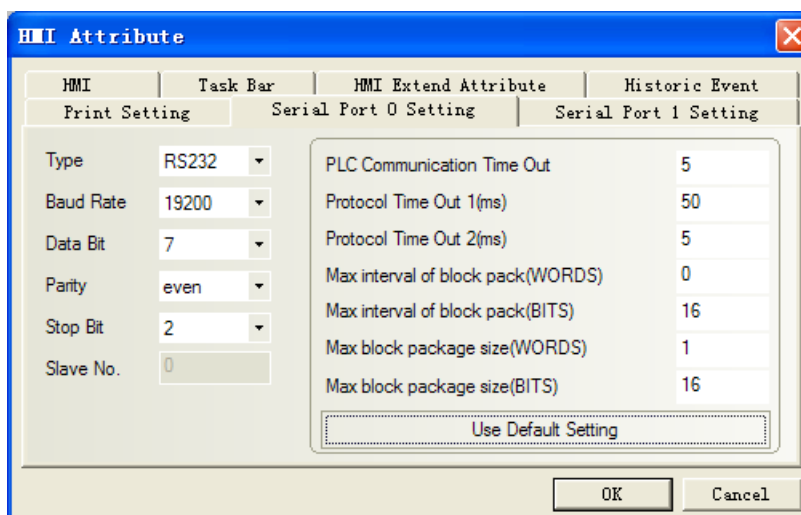 HMI Attribute
HMI Task Bar HMI Extend Attribute Historic Event
Print Setting Serial Port 0 Setting Serial Port 1 Setting
Type RS232
Baud Rate 19200
Data Bit 7
Parity even
Stop Bit 2
Slave No. 0
PLC Communication Time Out 5
Protocol Time Out 1(ms) 50
Protocol Time Out 2(ms) 5
Max interval of block pack(WORDS) 0
Max interval of block pack(BITS) 16
Max block package size(WORDS) 1
Max block package size(BITS) 16
Use Default Setting
OK Cancel